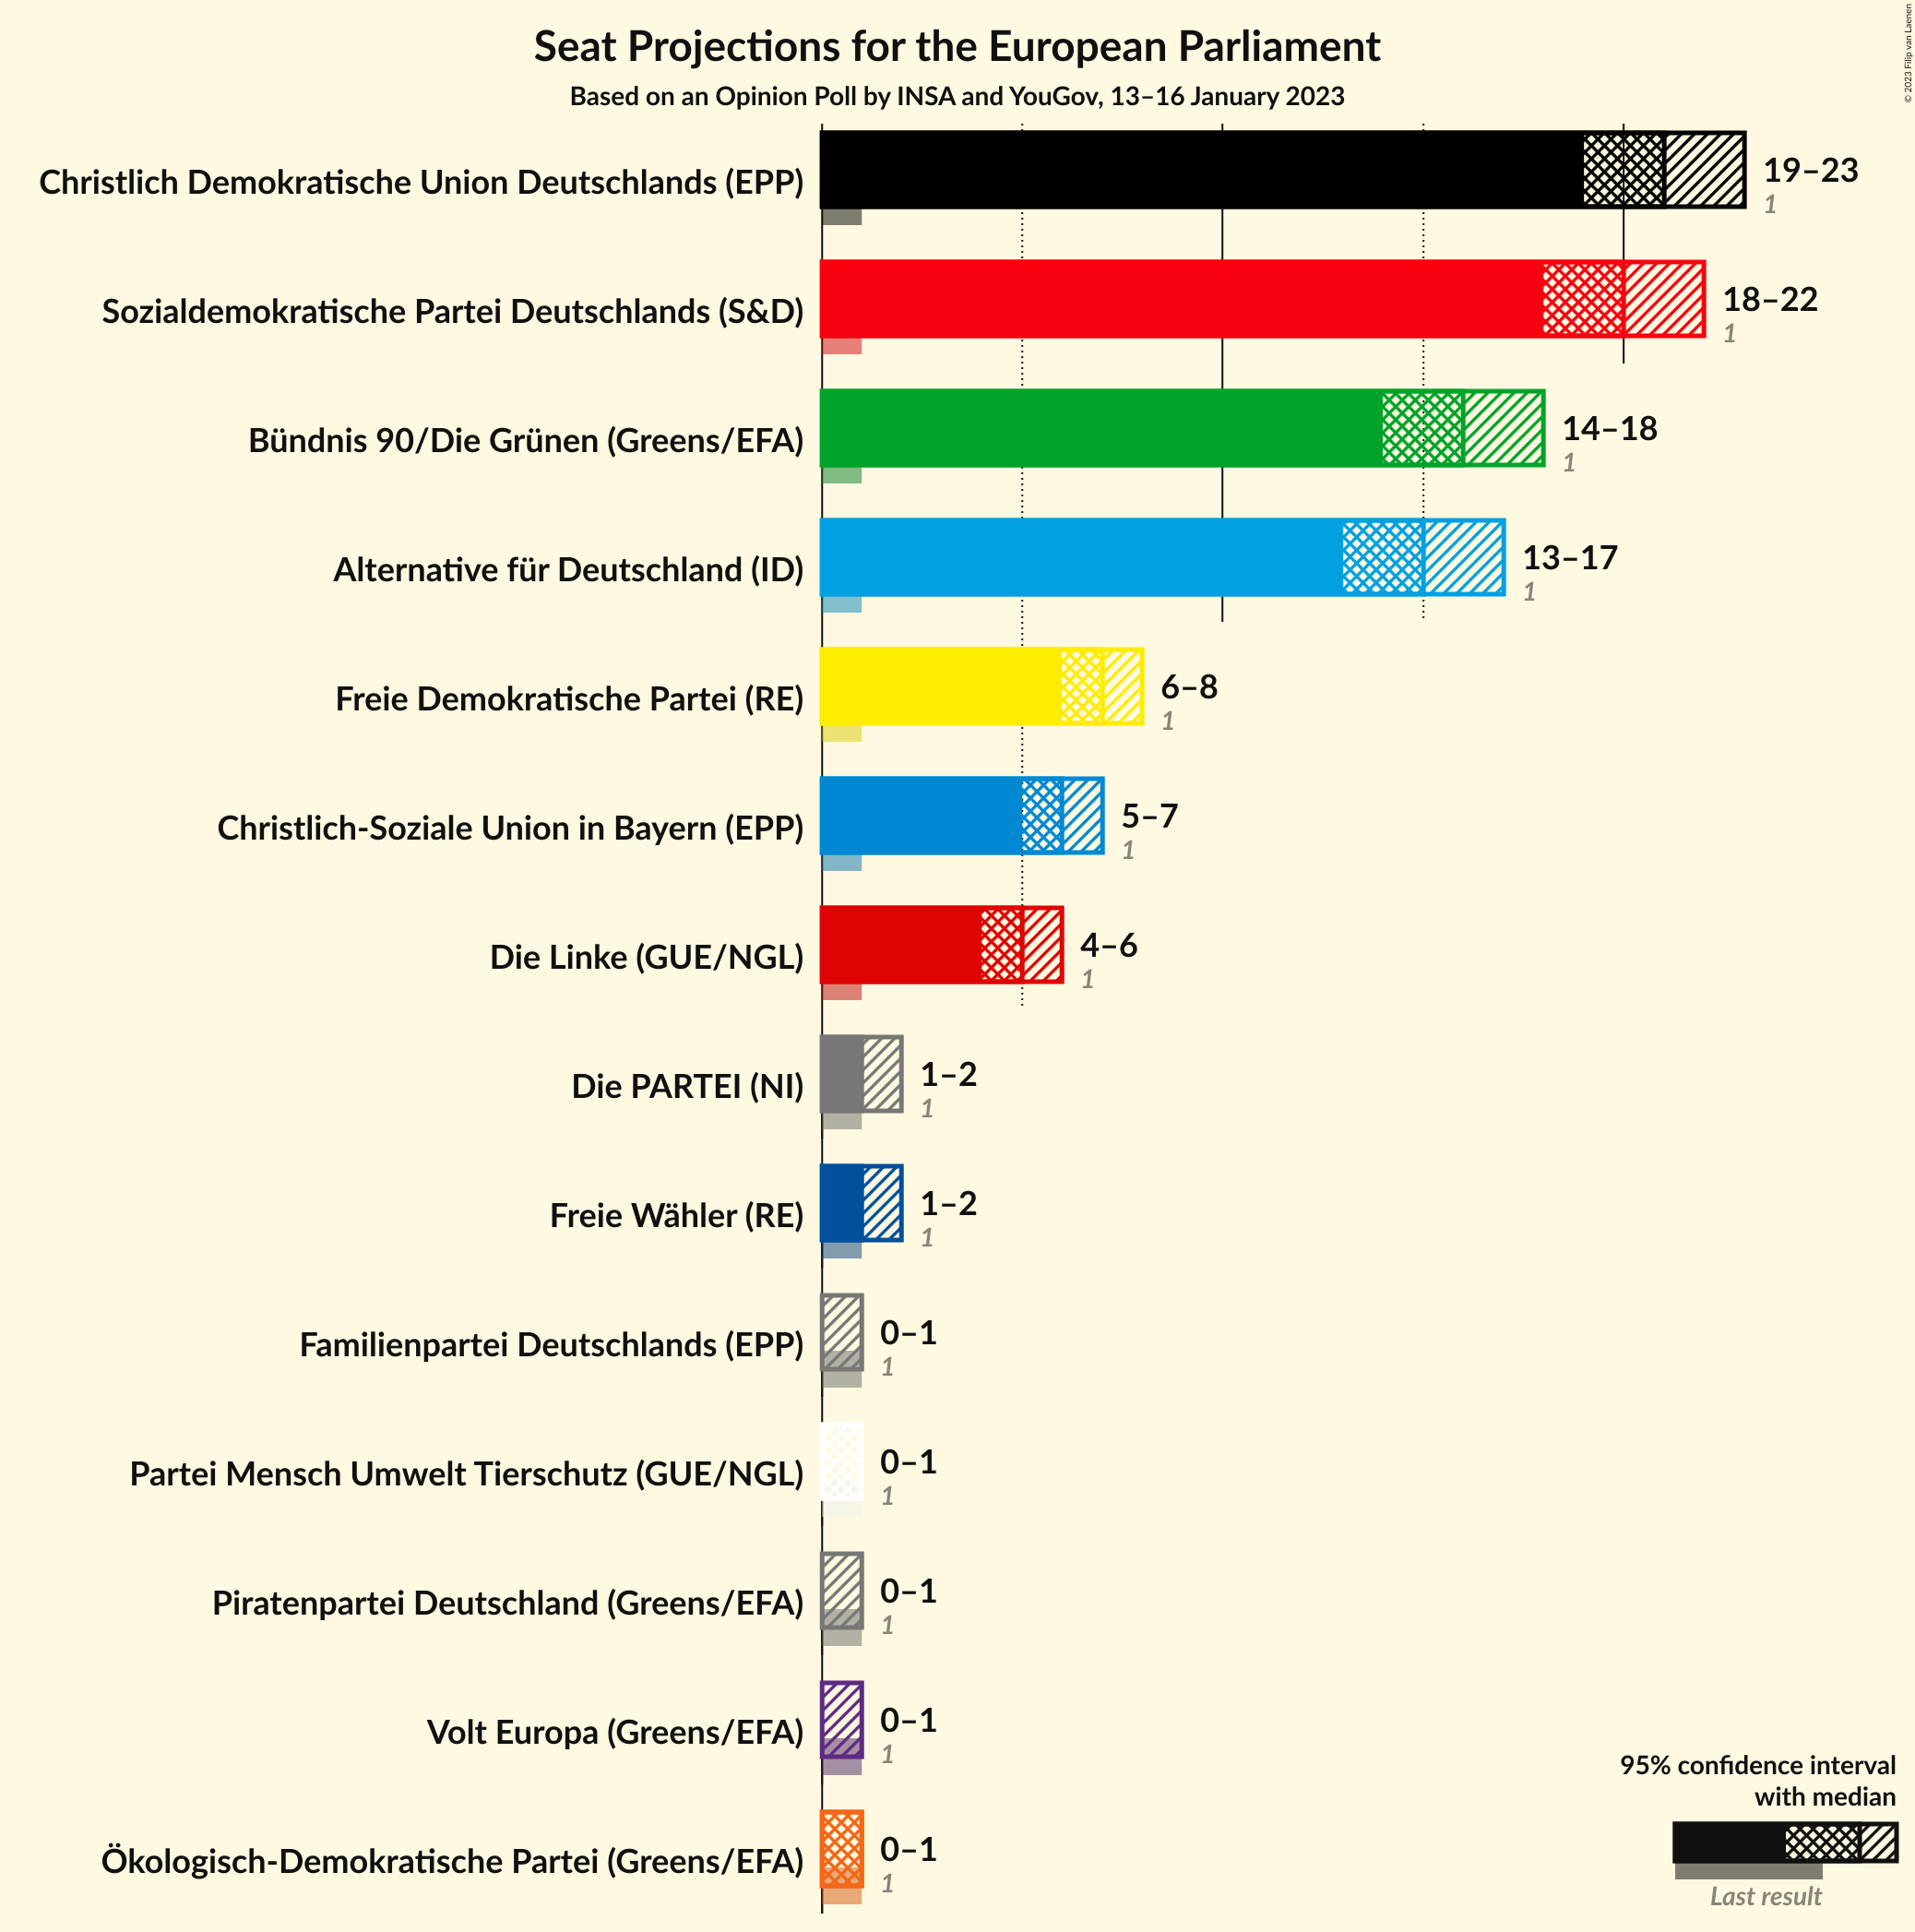 Seat Projections for the European Parliament
Based on an Opinion Poll by INSA and YouGov, 13–16 January 2023
© 2023 Filip van Laenen
Christlich Demokratische Union Deutschlands (EPP)
19–23
1
Sozialdemokratische Partei Deutschlands (S&D)
18–22
1
Bündnis 90/Die Grünen (Greens/EFA)
14–18
1
Alternative für Deutschland (ID)
13–17
1
Freie Demokratische Partei (RE)
6–8
1
Christlich-Soziale Union in Bayern (EPP)
5–7
1
Die Linke (GUE/NGL)
4–6
1
Die PARTEI (NI)
1–2
1
Freie Wähler (RE)
1–2
1
Familienpartei Deutschlands (EPP)
0–1
1
Partei Mensch Umwelt Tierschutz (GUE/NGL)
0–1
1
Piratenpartei Deutschland (Greens/EFA)
0–1
1
Volt Europa (Greens/EFA)
0–1
1
Ökologisch-Demokratische Partei (Greens/EFA)
0–1
1
95% confidence interval
with median
Last result